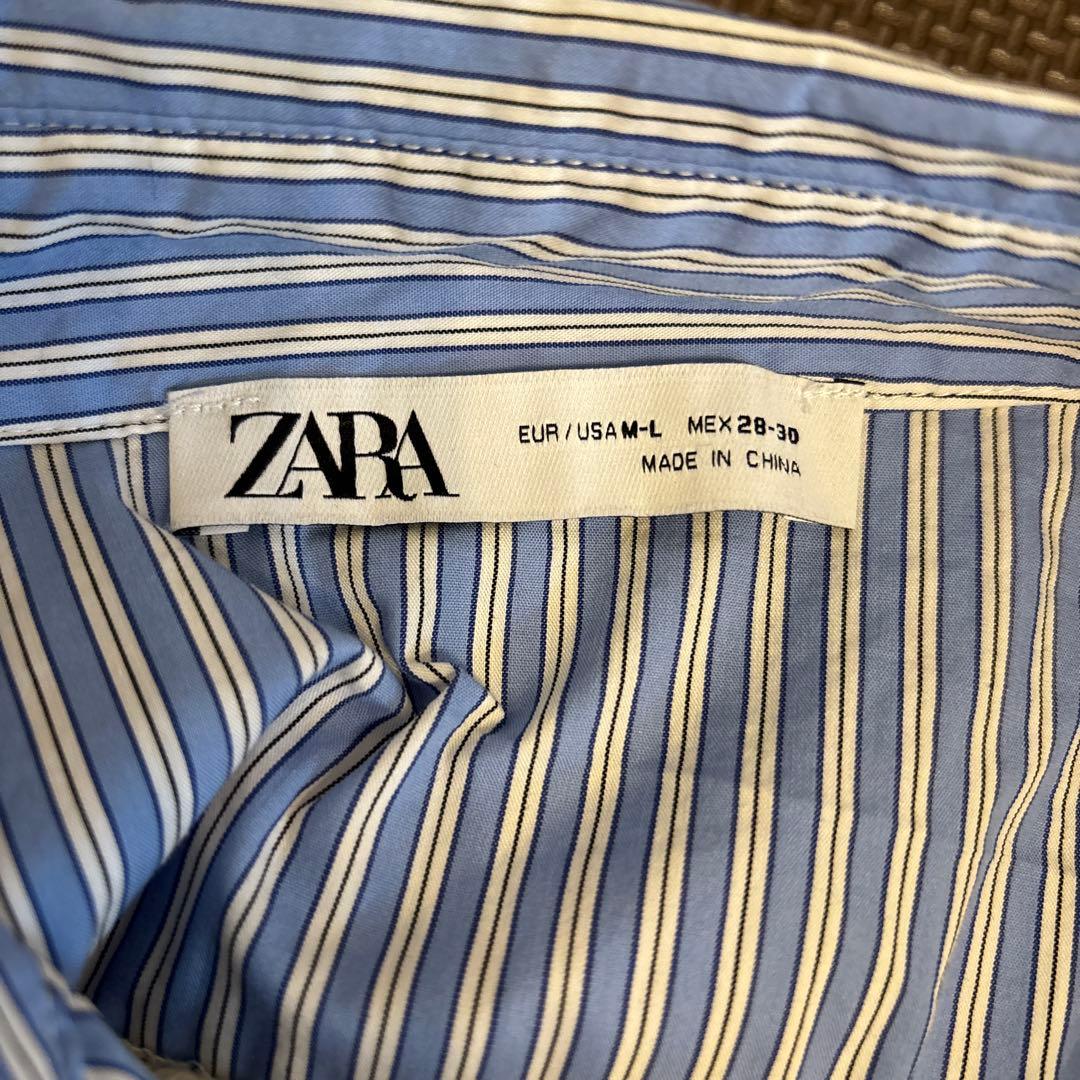 ZARA
EUR / USA M-L MEX 28-30
MADE IN CHINA